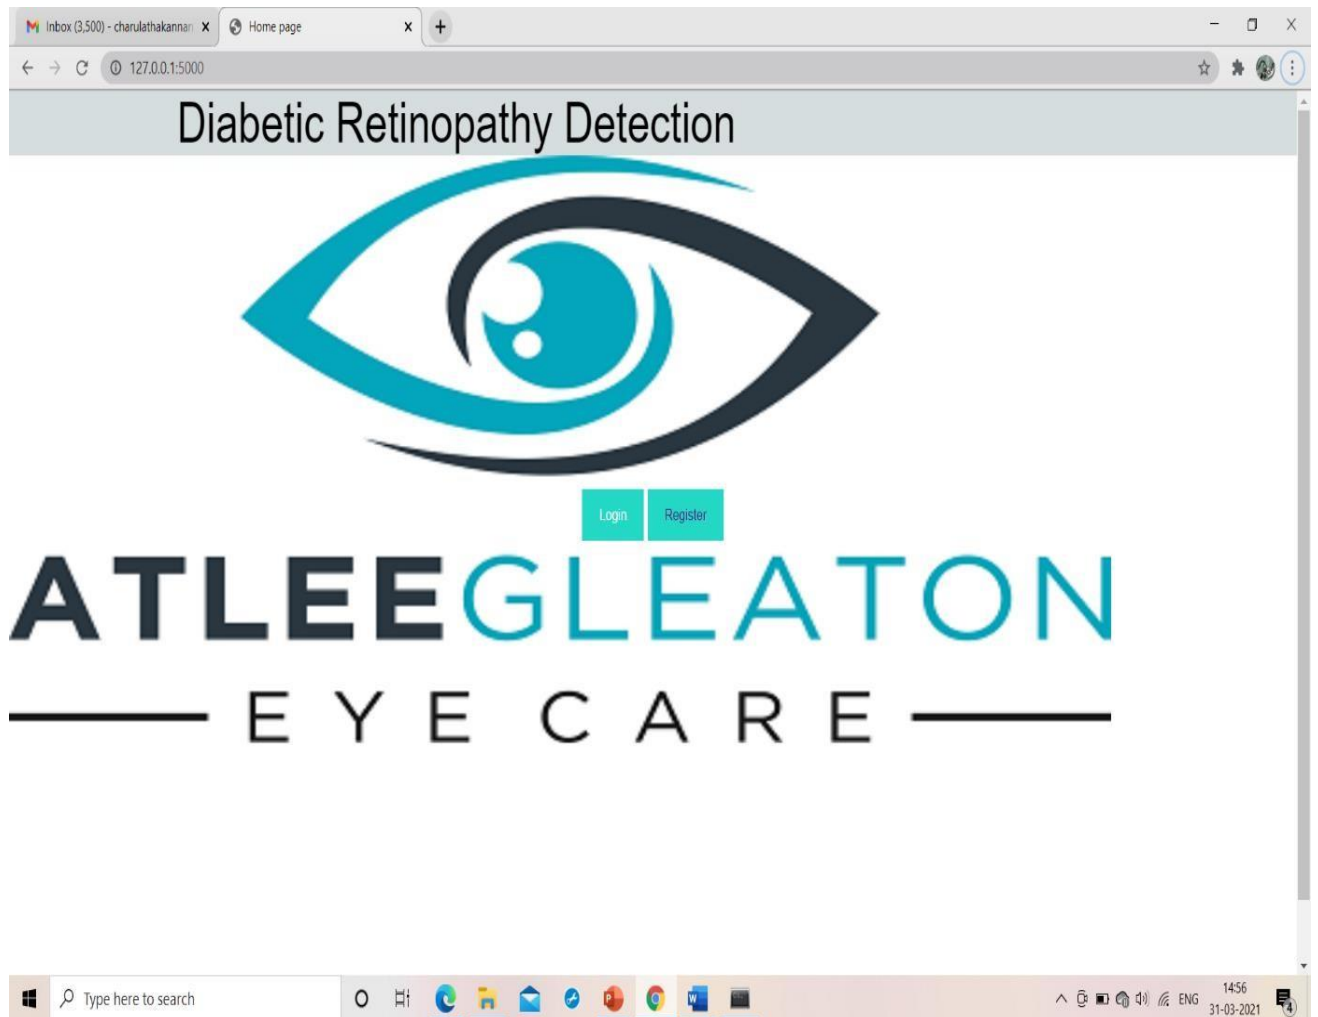 Inbox (3,500) - charulathakannan
Home page
127.0.0.1:5000
Diabetic Retinopathy Detection
Login Register
ATLEEGLEATON
EYE CARE
Type here to search
ENG
14:56
31-03-2021
4